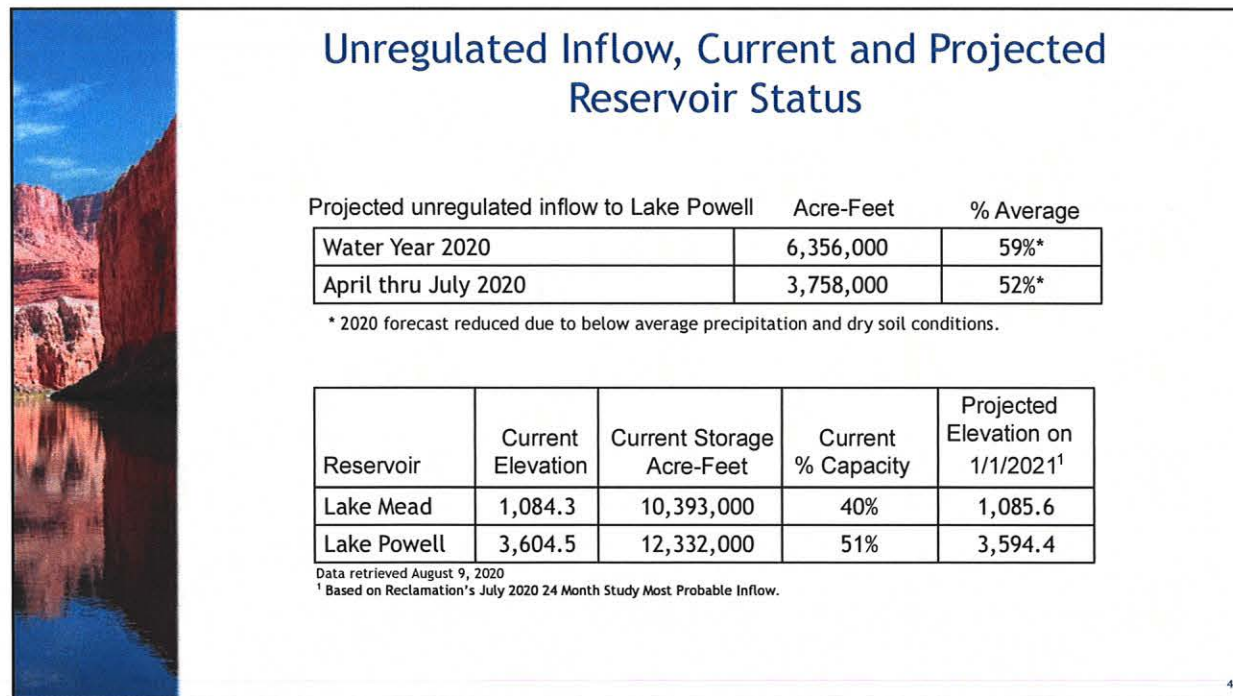 Unregulated Inflow, Current and Projected
Reservoir Status
Projected unregulated inflow to Lake Powell Acre-Feet % Average
Water Year 2020 6,356,000 59%*
April thru July 2020 3,758,000 52%*
* 2020 forecast reduced due to below average precipitation and dry soil conditions.
Reservoir Current Elevation Current Storage Acre-Feet Current % Capacity Projected Elevation on 1/1/2021¹
Lake Mead 1,084.3 10,393,000 40% 1,085.6
Lake Powell 3,604.5 12,332,000 51% 3,594.4
Data retrieved August 9, 2020
¹ Based on Reclamation's July 2020 24 Month Study Most Probable Inflow.
4